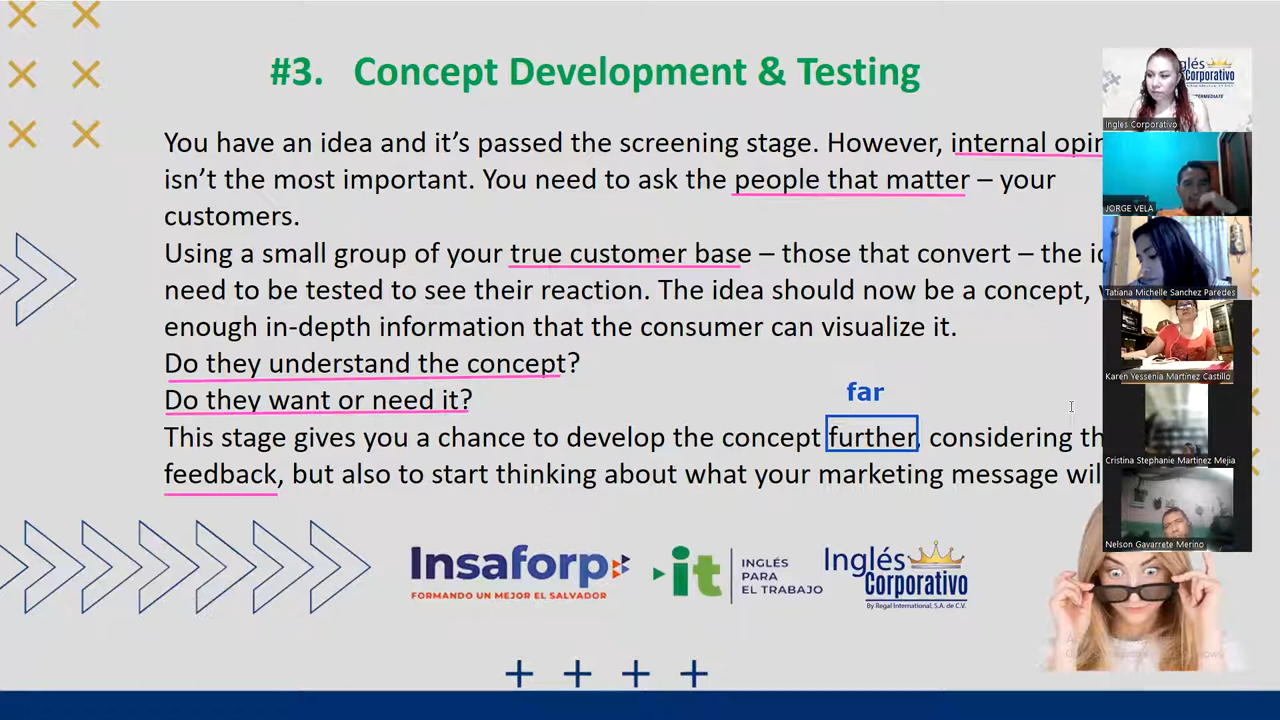 #3. Concept Development & Testing
You have an idea and it’s passed the screening stage. However, internal
isn’t the most important. You need to ask the people that matter – your
customers.
Using a small group of your true customer base – those that convert – the
need to be tested to see their reaction. The idea should now be a concept,
enough in-depth information that the consumer can visualize it.
Do they understand the concept?
Do they want or need it?
far
This stage gives you a chance to develop the concept further, considering
feedback, but also to start thinking about what your marketing message
Insaforp
FORMANDO UN MEJOR EL SALVADOR
it
INGLÉS
PARA
EL TRABAJO
Inglés
Corporativo
By Regal International, S.A. de C.V.
glés
Corporativo
Ingles Corporativo
JORGE VELA
Tatiana Michelle Sanchez Paredes
Karen Yessenia Martinez Castillo
Cristina Stephanie Martinez Mejia
Nelson Gavarrete Merino